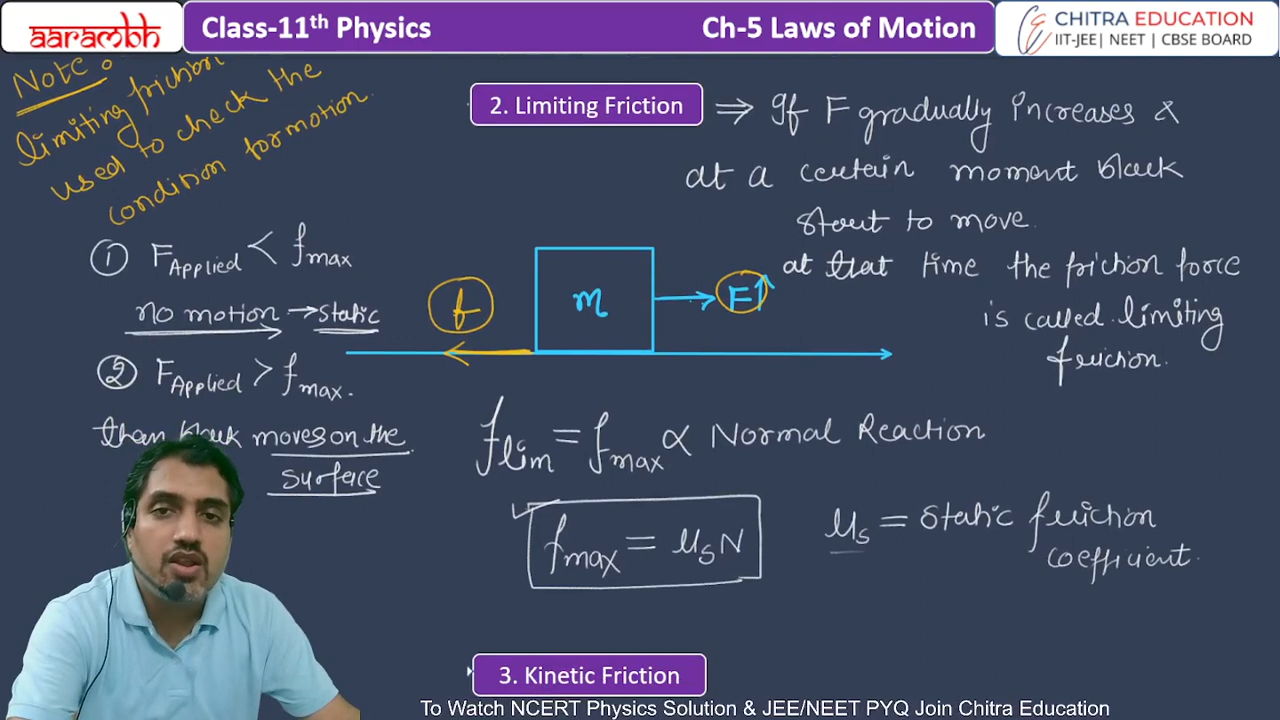 aarambh
Class-11th Physics
Ch-5 Laws of Motion
CHITRA EDUCATION
IIT-JEE| NEET | CBSE BOARD
Note:
limiting friction
used to check the
condition for motion.
① F Applied < fmax
no motion → static
② F Applied > fmax.
then block moves on the
surface
2. Limiting Friction ⇒ If F gradually increases &
at a certain moment block
start to move.
at that time the friction force
is called limiting
friction.
f
m
F↑
flim = fmax ∝ Normal Reaction
fmax = μsN
μs = static friction
coefficient.
3. Kinetic Friction
To Watch NCERT Physics Solution & JEE/NEET PYQ Join Chitra Education